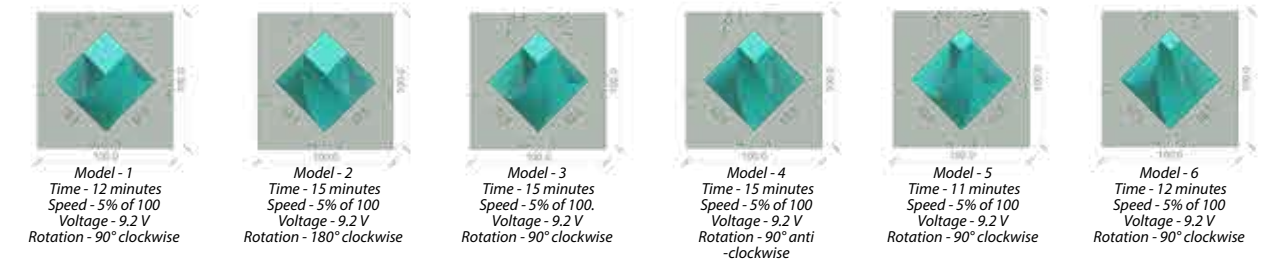 Model - 1
Time - 12 minutes
Speed - 5% of 100
Voltage - 9.2 V
Rotation - 90° clockwise
Model - 2
Time - 15 minutes
Speed - 5% of 100
Voltage - 9.2 V
Rotation - 180° clockwise
Model - 3
Time - 15 minutes
Speed - 5% of 100.
Voltage - 9.2 V
Rotation - 90° clockwise
Model - 4
Time - 15 minutes
Speed - 5% of 100
Voltage - 9.2 V
Rotation - 90° anti
-clockwise
Model - 5
Time - 11 minutes
Speed - 5% of 100
Voltage - 9.2 V
Rotation - 90° clockwise
Model - 6
Time - 12 minutes
Speed - 5% of 100
Voltage - 9.2 V
Rotation - 90° clockwise